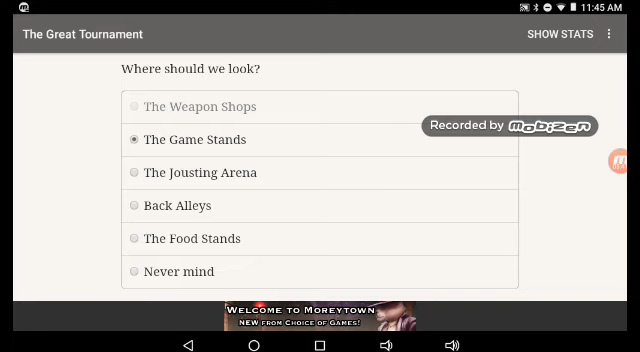 11:45 AM
The Great Tournament
SHOW STATS
Where should we look?
The Weapon Shops
Recorded by mobizen
The Game Stands
The Jousting Arena
Back Alleys
The Food Stands
Never mind
WELCOME TO MOREYTOWN
NEW FROM CHOICE OF GAMES!